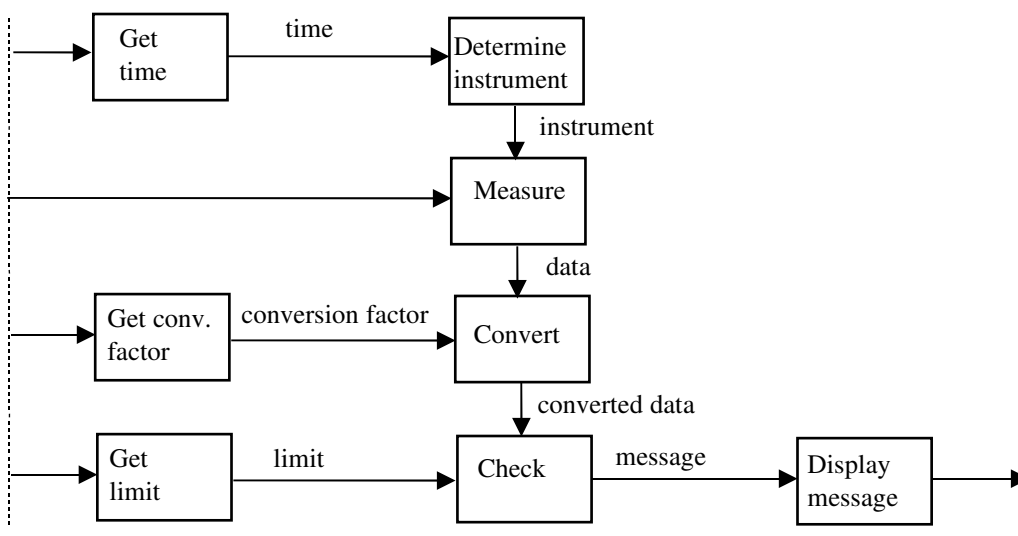 Get
time
time
Determine
instrument
instrument
Measure
data
Get conv.
factor
conversion factor
Convert
converted data
Get
limit
limit
Check
message
Display
message